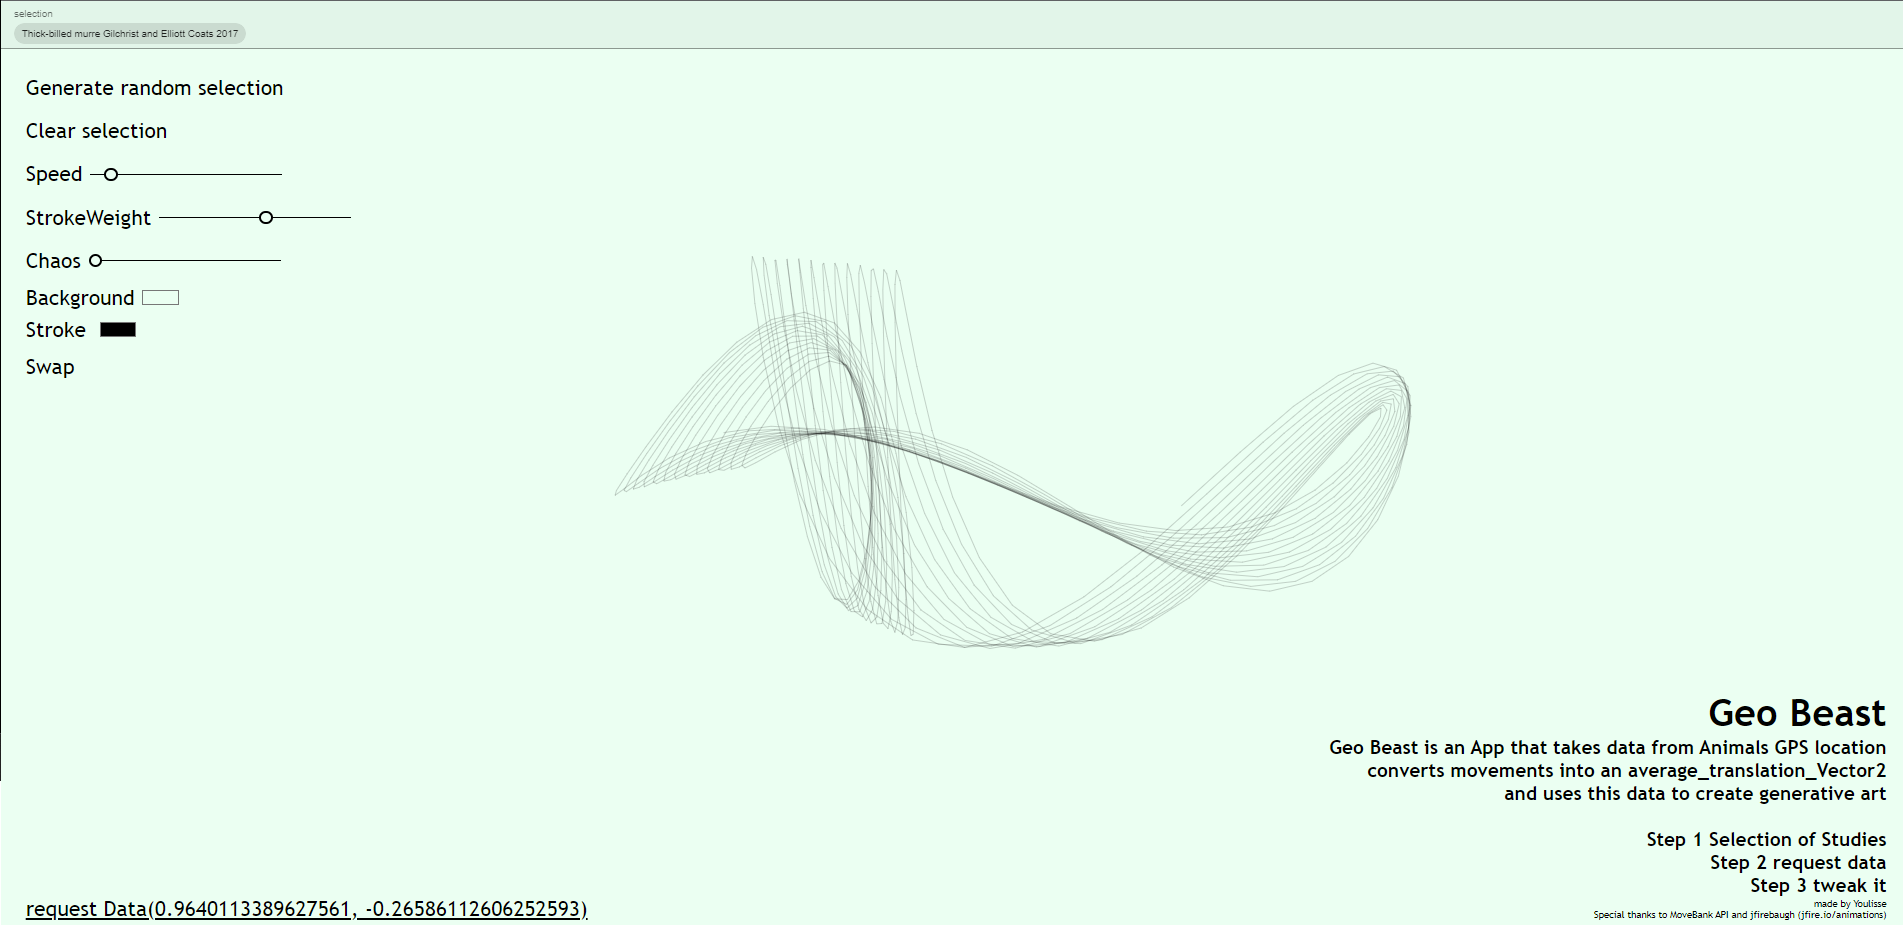 selection
Thick-billed murre Gilchrist and Elliott Coats 2017
Generate random selection
Clear selection
Speed
StrokeWeight
Chaos
Background
Stroke
Swap
Geo Beast
Geo Beast is an App that takes data from Animals GPS location
converts movements into an average_translation_Vector2
and uses this data to create generative art
Step 1 Selection of Studies
Step 2 request data
Step 3 tweak it
made by Youlisse
Special thanks to MoveBank API and jfirebaugh (jfire.io/animations)
request Data(0.9640113389627561, -0.26586112606252593)